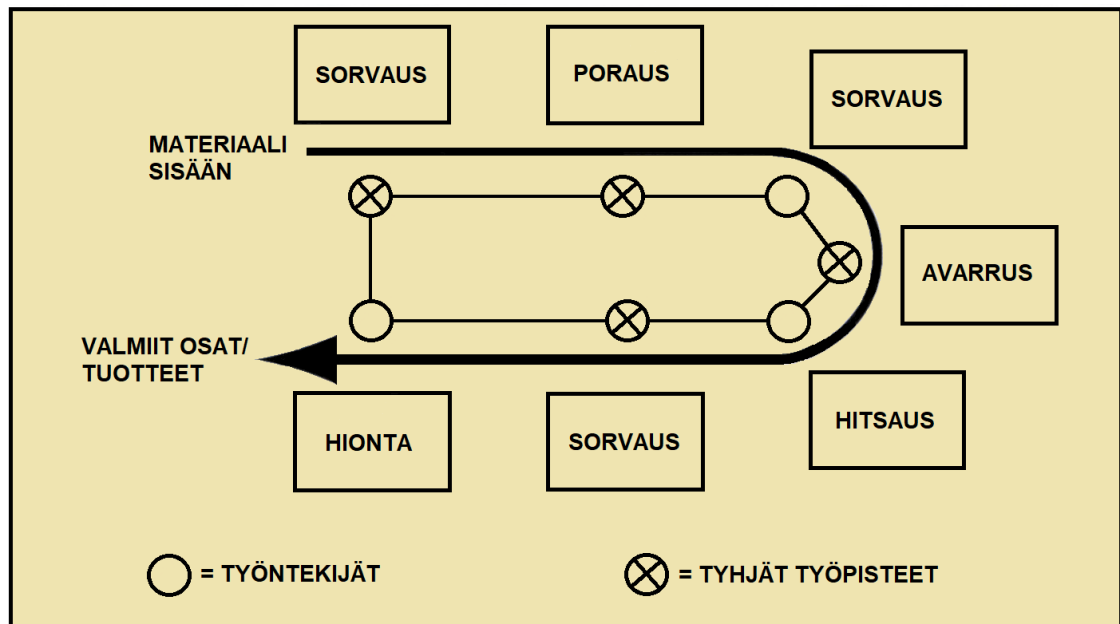 SORVAUS
PORAUS
SORVAUS
MATERIAALI
SISÄÄN
AVARRUS
VALMIIT OSAT/
TUOTTEET
HIONTA
SORVAUS
HITSAUS
= TYÖNTEKIJÄT
= TYHJÄT TYÖPISTEET